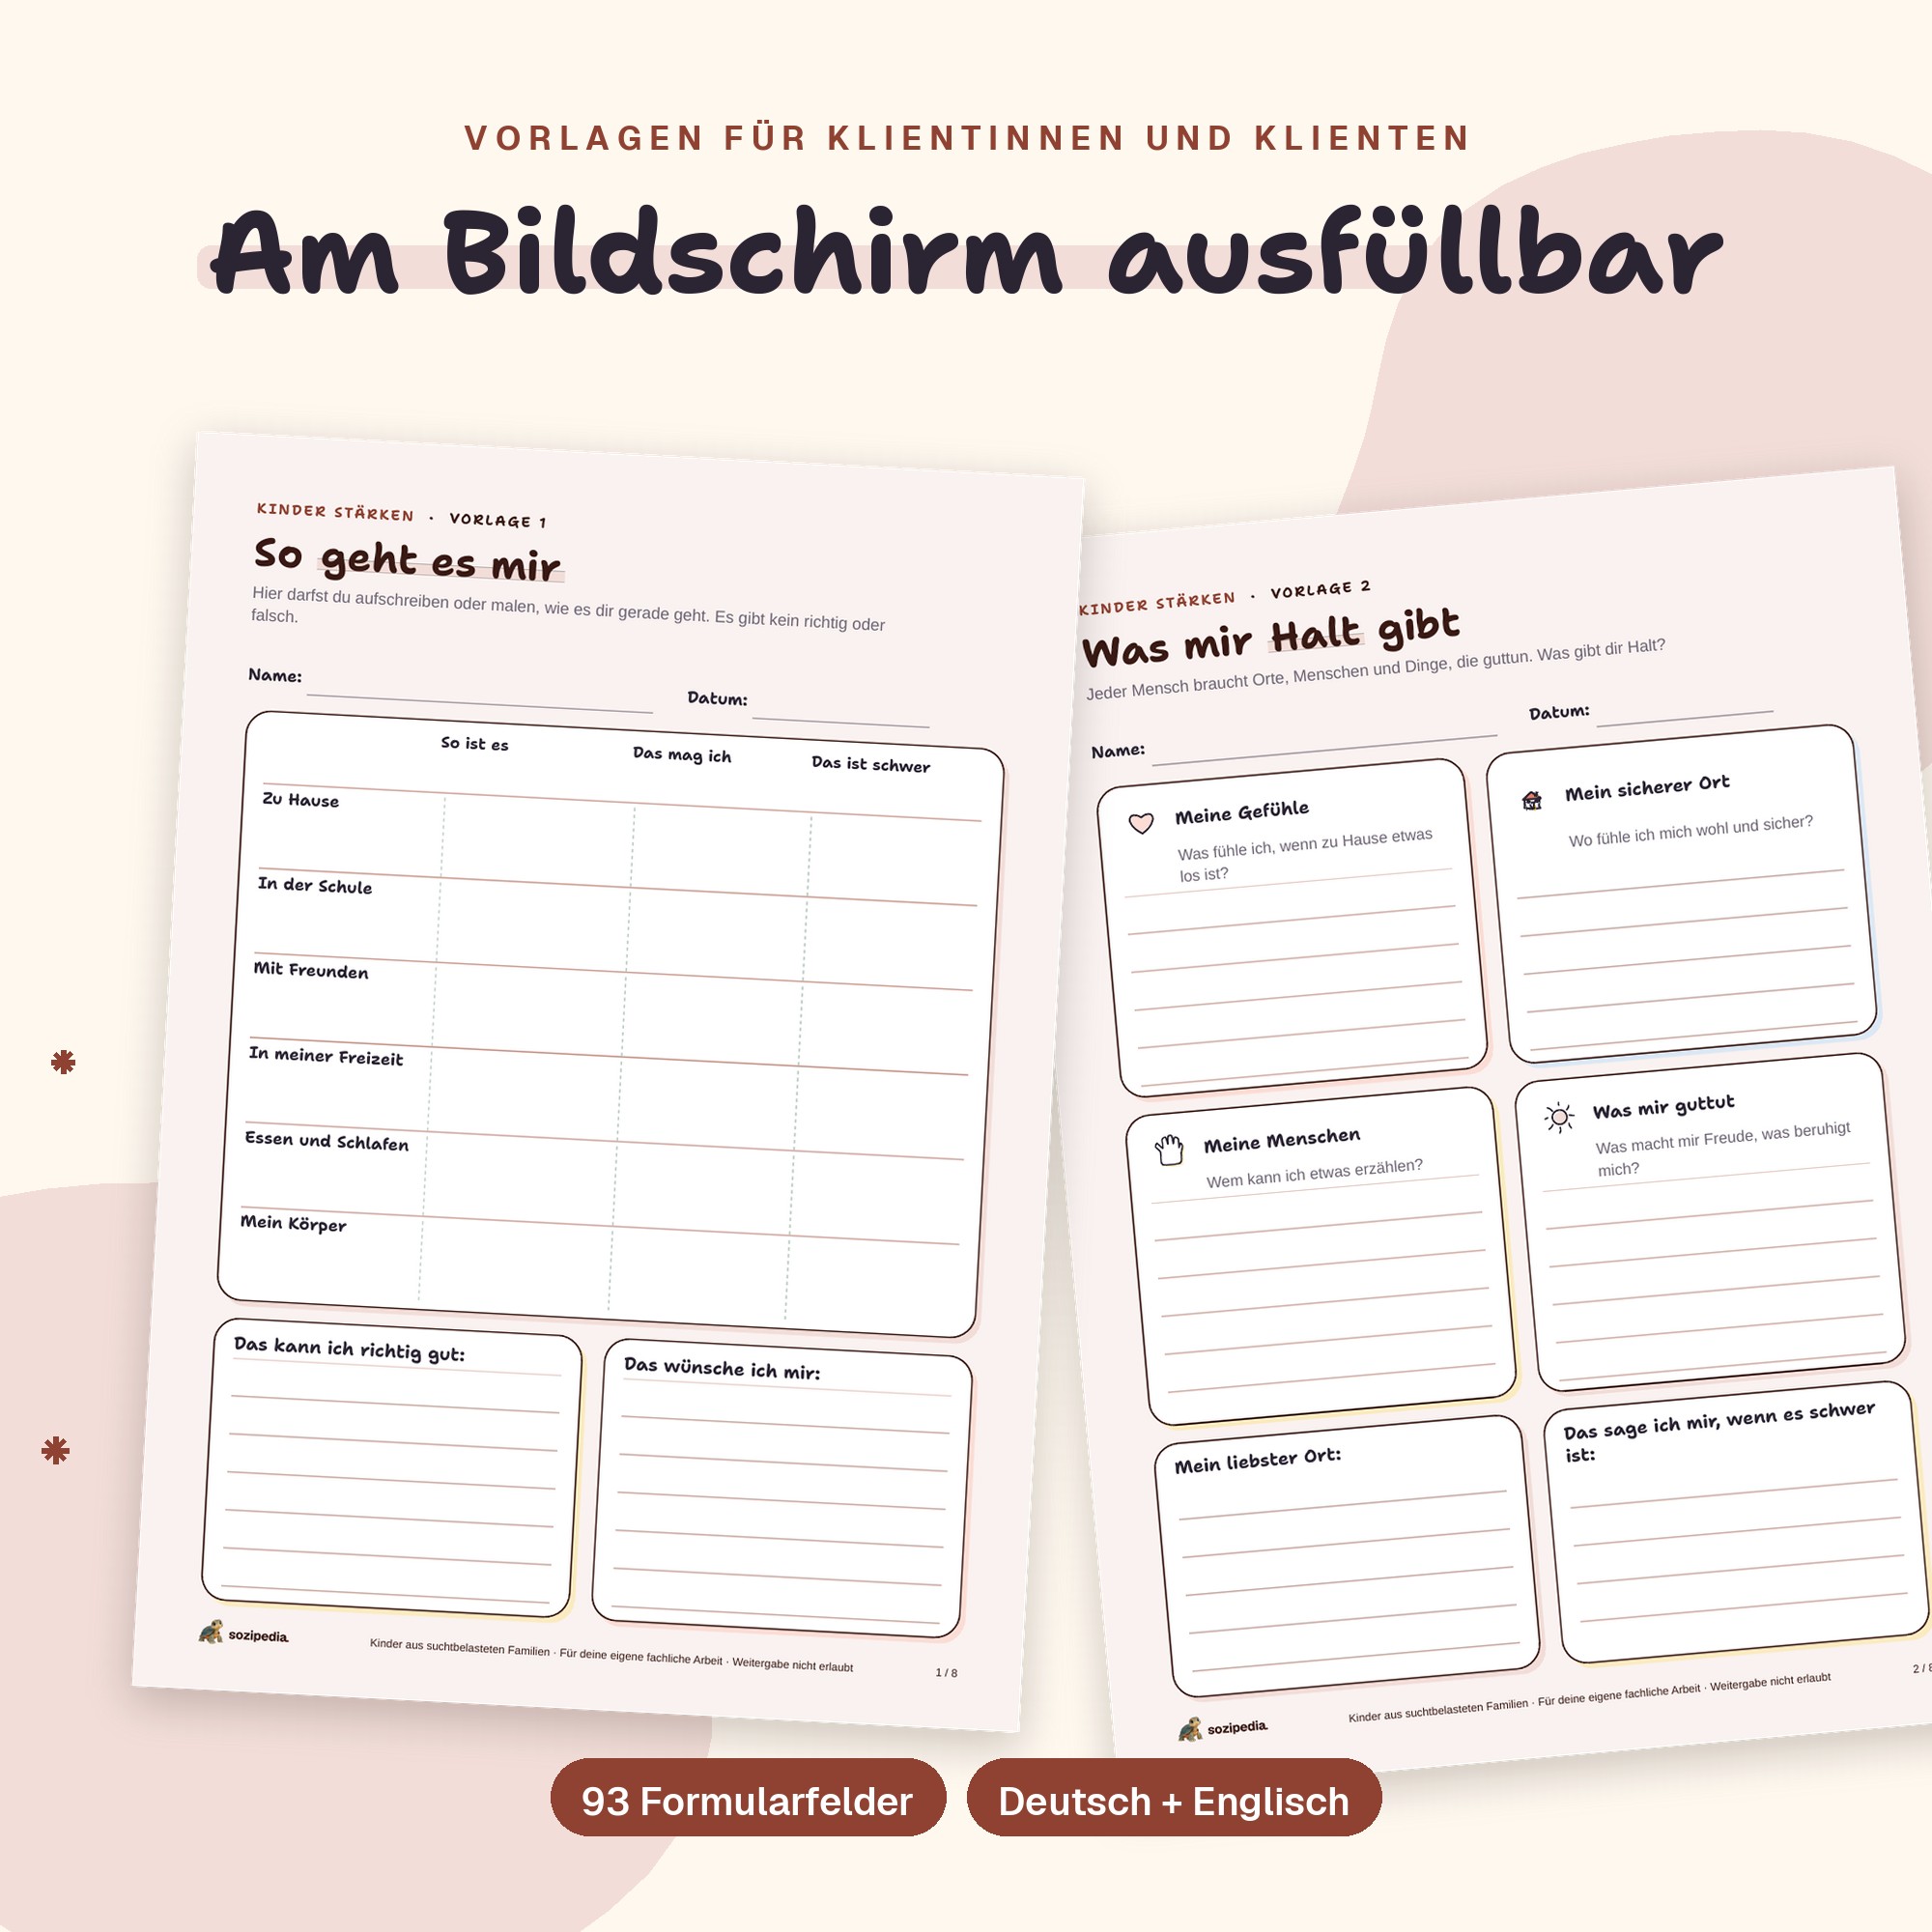 VORLAGEN FÜR KLIENTINNEN UND KLIENTEN
Am Bildschirm ausfüllbar
KINDER STÄRKEN · VORLAGE 1
So geht es mir
Hier darfst du aufschreiben oder malen, wie es dir gerade geht. Es gibt kein richtig oder
falsch.
Name:
Datum:
So ist es
Das mag ich
Das ist schwer
Zu Hause
In der Schule
Mit Freunden
In meiner Freizeit
Essen und Schlafen
Mein Körper
Das kann ich richtig gut:
Das wünsche ich mir:
sozipedia.
Kinder aus suchtbelasteten Familien · Für deine eigene fachliche Arbeit · Weitergabe nicht erlaubt
1 / 8
KINDER STÄRKEN · VORLAGE 2
Was mir Halt gibt
Jeder Mensch braucht Orte, Menschen und Dinge, die guttun. Was gibt dir Halt?
Name:
Datum:
Meine Gefühle
Was fühle ich, wenn zu Hause etwas
los ist?
Mein sicherer Ort
Wo fühle ich mich wohl und sicher?
Meine Menschen
Wem kann ich etwas erzählen?
Was mir guttut
Was macht mir Freude, was beruhigt
mich?
Mein liebster Ort:
Das sage ich mir, wenn es schwer
ist:
sozipedia.
Kinder aus suchtbelasteten Familien · Für deine eigene fachliche Arbeit · Weitergabe nicht erlaubt
2 / 8
93 Formularfelder
Deutsch + Englisch